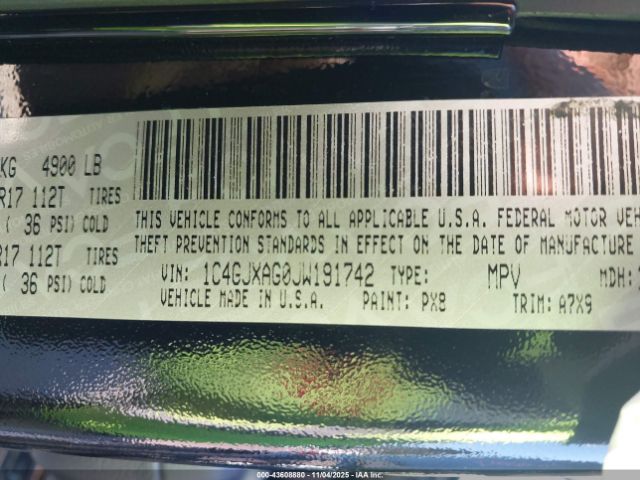 KG 4900 LB
R17 112T TIRES
( 36 PSI) COLD
R17 112T TIRES
( 36 PSI) COLD
THIS VEHICLE CONFORMS TO ALL APPLICABLE U.S.A. FEDERAL MOTOR VEH
THEFT PREVENTION STANDARDS IN EFFECT ON THE DATE OF MANUFACTURE
VIN: 1C4GJXAG0JW191742 TYPE: MPV MDH:
VEHICLE MADE IN U.S.A. PAINT: PX8 TRIM: A7X9
000-43608880 - 11/04/2025 - IAA Inc.